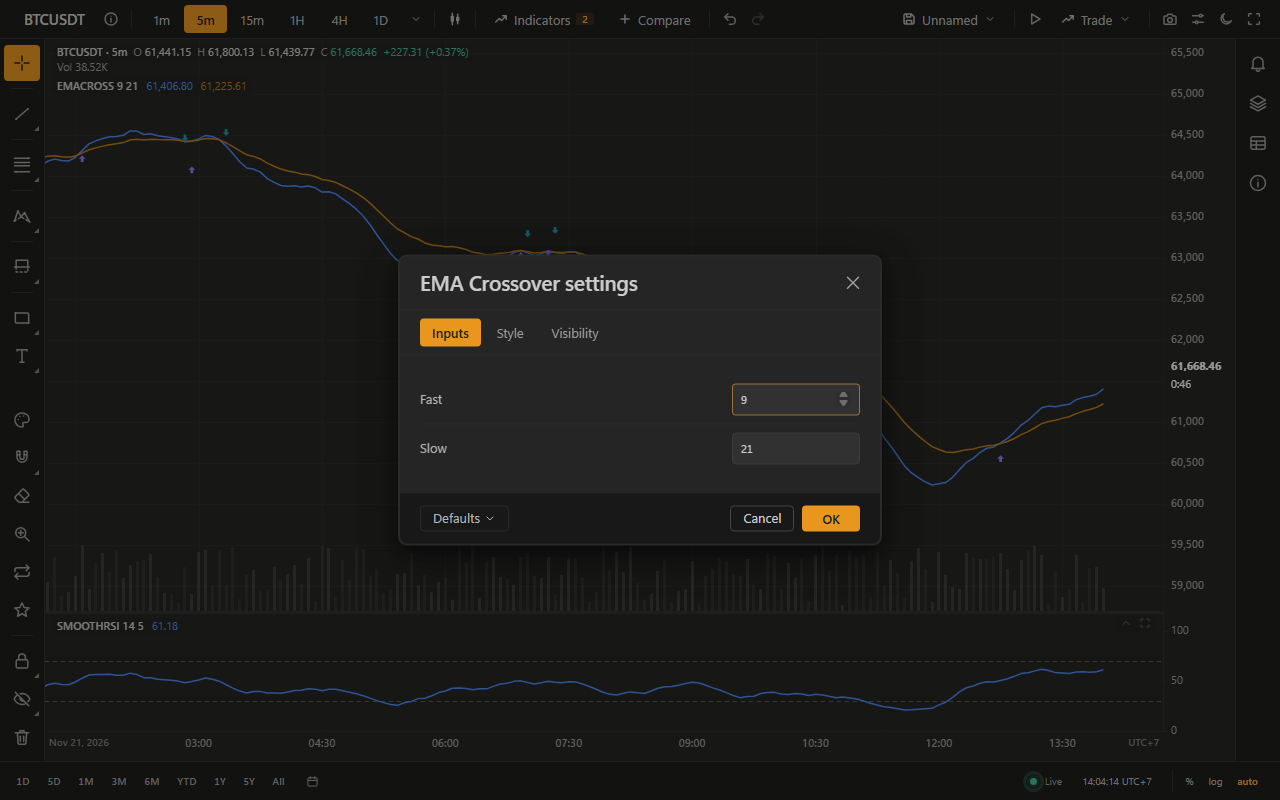 BTCUSDT 1m 5m 15m 1H 4H 1D Indicators 2 Compare Unnamed Trade
BTCUSDT · 5m O 61,441.15 H 61,800.13 L 61,439.77 C 61,668.46 +227.31 (+0.37%)
Vol 38.52K
EMACROSS 9 21 61,406.80 61,225.61
65,500
65,000
64,500
64,000
63,500
63,000
62,500
62,000
61,668.46
0:46
61,000
60,500
60,000
59,500
59,000
EMA Crossover settings
Inputs Style Visibility
Fast 9
Slow 21
Defaults Cancel OK
SMOOTHRSI 14 5 61.18
100
50
0
Nov 21, 2026 03:00 04:30 06:00 07:30 09:00 10:30 12:00 13:30 UTC+7
1D 5D 1M 3M 6M YTD 1Y 5Y All Live 14:04:14 UTC+7 % log auto